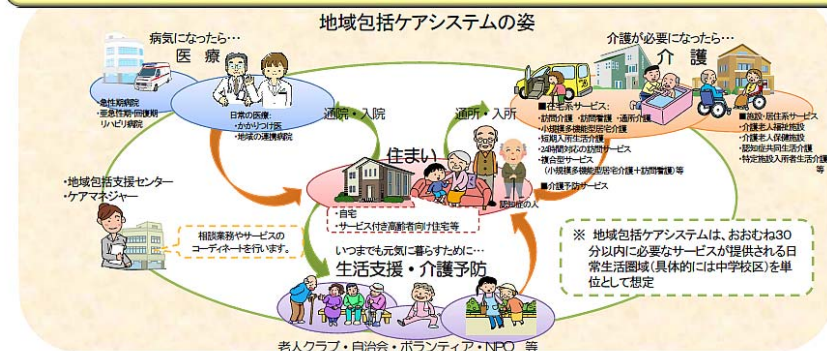 地域包括ケアシステムの姿
病気になったら…
医 療
・急性期病院
・亜急性期・回復期
リハビリ病院
日常の医療:
・かかりつけ医
・地域の連携病院
通院・入院
通所・入所
介護が必要になったら…
介 護
■在宅系サービス:
・訪問介護 ・訪問看護 ・通所介護
・小規模多機能型居宅介護
・短期入所生活介護
・24時間対応の訪問サービス
・複合型サービス
(小規模多機能型居宅介護+訪問看護) 等
■介護予防サービス
■施設・居住系サービス
・介護老人福祉施設
・介護老人保健施設
・認知症共同生活介護
・特定施設入所者生活介護
等
住まい
認知症の人
・自宅
・サービス付き高齢者向け住宅等
・地域包括支援センター
・ケアマネジャー
相談業務やサービスの
コーディネートを行います。
いつまでも元気に暮らすために…
生活支援・介護予防
老人クラブ・自治会・ボランティア・NPO 等
※ 地域包括ケアシステムは、おおむね30
分以内に必要なサービスが提供される日
常生活圏域(具体的には中学校区)を単
位として想定